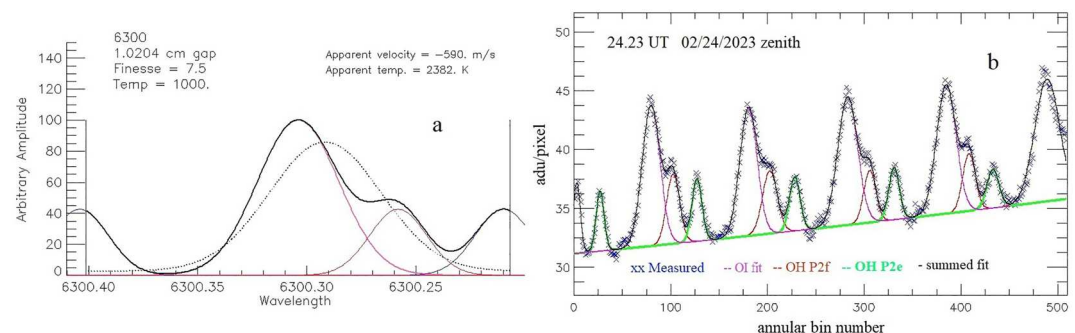 6300
1.0204 cm gap
Finesse = 7.5
Temp = 1000.
Apparent velocity = −590. m/s
Apparent temp. = 2382. K
a
Arbitrary Amplitude
140
120
100
80
60
40
20
0
6300.40
6300.35
6300.30
6300.25
Wavelength
24.23 UT 02/24/2023 zenith
b
adu/pixel
50
45
40
35
30
xx Measured -- OI fit -- OH P2f -- OH P2e - summed fit
0
100
200
300
400
500
annular bin number